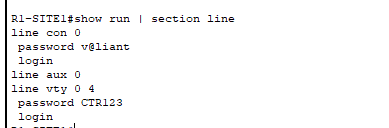 R1-SITE1#show run | section line
line con 0
 password v@liant
 login
line aux 0
line vty 0 4
 password CTR123
 login